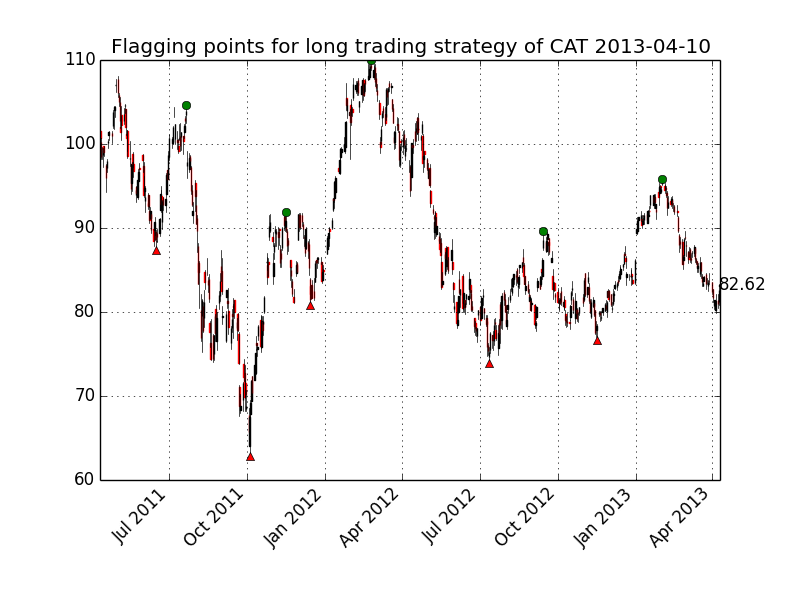 Flagging points for long trading strategy of CAT 2013-04-10
110
100
90
80
70
60
82.62
Jul 2011
Oct 2011
Jan 2012
Apr 2012
Jul 2012
Oct 2012
Jan 2013
Apr 2013